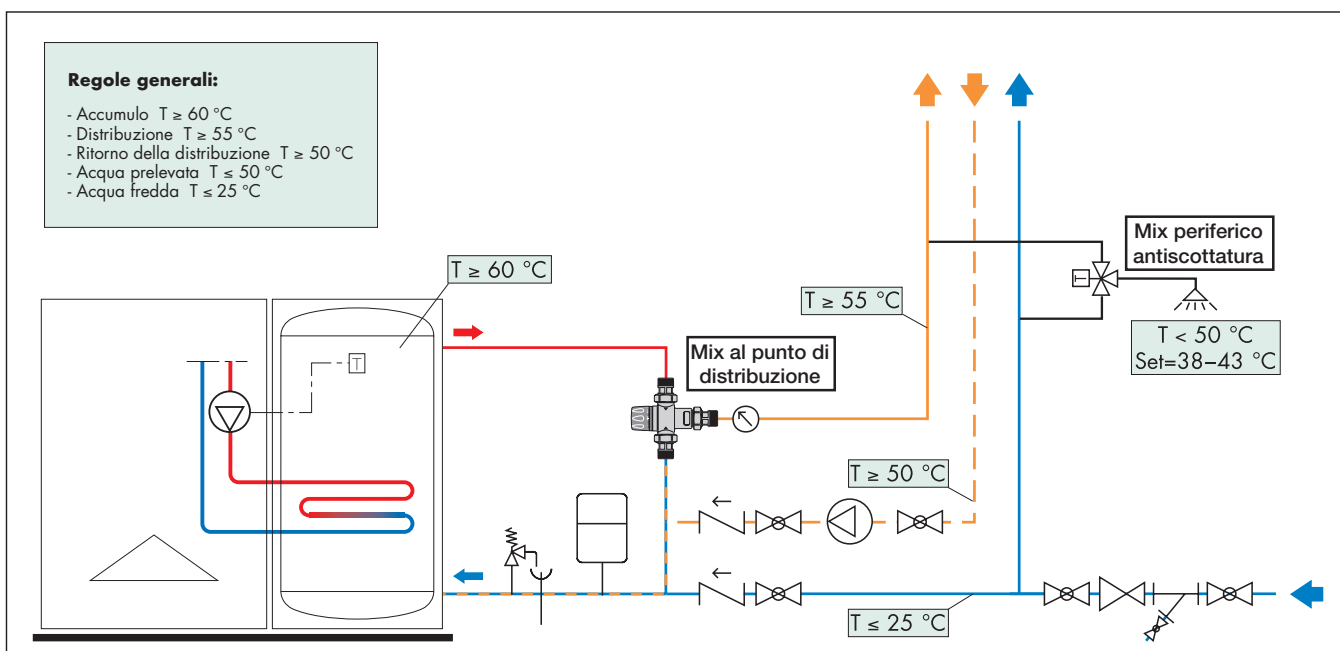 Regole generali:
- Accumulo T ≥ 60 °C
- Distribuzione T ≥ 55 °C
- Ritorno della distribuzione T ≥ 50 °C
- Acqua prelevata T ≤ 50 °C
- Acqua fredda T ≤ 25 °C
T ≥ 60 °C
T
Mix al punto di
distribuzione
T ≥ 55 °C
Mix periferico
antiscottatura
T
T < 50 °C
Set=38–43 °C
T ≥ 50 °C
T ≤ 25 °C